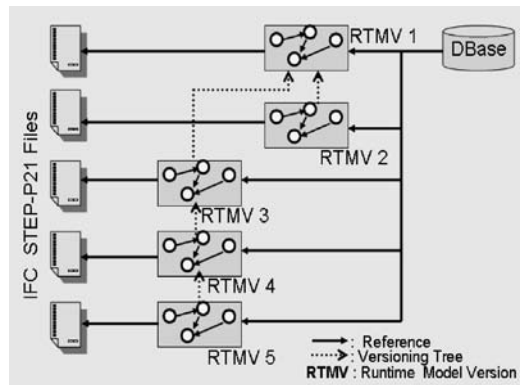 RTMV 1
DBase
RTMV 2
IFC STEP-P21 Files
RTMV 3
RTMV 4
RTMV 5
: Reference
: Versioning Tree
RTMV : Runtime Model Version